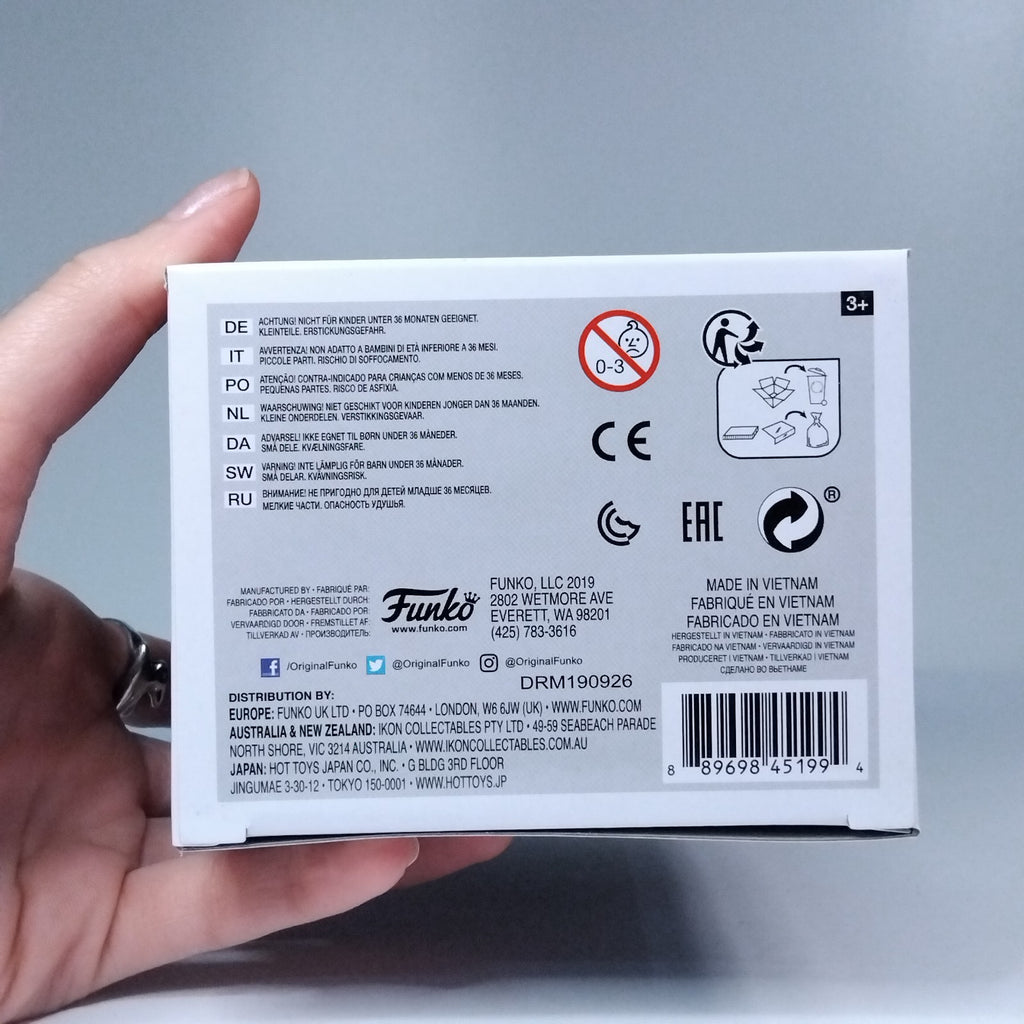 3+
DE ACHTUNG! NICHT FÜR KINDER UNTER 36 MONATEN GEEIGNET.
KLEINTEILE. ERSTICKUNGSGEFAHR.
IT AVVERTENZA! NON ADATTO A BAMBINI DI ETÀ INFERIORE A 36 MESI.
PICCOLE PARTI. RISCHIO DI SOFFOCAMENTO.
PO ATENÇÃO! CONTRA-INDICADO PARA CRIANÇAS COM MENOS DE 36 MESES.
PEQUENAS PARTES. RISCO DE ASFIXIA.
NL WAARSCHUWING! NIET GESCHIKT VOOR KINDEREN JONGER DAN 36 MAANDEN.
KLEINE ONDERDELEN. VERSTIKKINGSGEVAAR.
DA ADVARSEL! IKKE EGNET TIL BØRN UNDER 36 MÅNEDER.
SMÅ DELE. KVÆLNINGSFARE.
SW VARNING! INTE LÄMPLIG FÖR BARN UNDER 36 MÅNADER.
SMÅ DELAR. KVÄVNINGSRISK.
RU ВНИМАНИЕ! НЕ ПРИГОДНО ДЛЯ ДЕТЕЙ МЛАДШЕ 36 МЕСЯЦЕВ.
МЕЛКИЕ ЧАСТИ. ОПАСНОСТЬ УДУШЬЯ.
0-3
CE
EAC
®
MANUFACTURED BY • FABRIQUÉ PAR:
FABRICADO POR • HERGESTELLT DURCH:
FABBRICATO DA • FABRICADO POR:
VERVAARDIGD DOOR • FREMSTILLET AF:
TILLVERKAD AV • ПРОИЗВОДИТЕЛЬ:
Funko
www.funko.com
FUNKO, LLC 2019
2802 WETMORE AVE
EVERETT, WA 98201
(425) 783-3616
MADE IN VIETNAM
FABRIQUÉ EN VIETNAM
FABRICADO EN VIETNAM
HERGESTELLT IN VIETNAM • FABBRICATO IN VIETNAM
FABRICADO NA VIETNAM • VERVAARDIGD IN VIETNAM
PRODUCERET I VIETNAM • TILLVERKAD I VIETNAM
СДЕЛАНО ВО ВЬЕТНАМЕ
/OriginalFunko @OriginalFunko @OriginalFunko
DRM190926
DISTRIBUTION BY:
EUROPE: FUNKO UK LTD • PO BOX 74644 • LONDON, W6 6JW (UK) • WWW.FUNKO.COM
AUSTRALIA & NEW ZEALAND: IKON COLLECTABLES PTY LTD • 49-59 SEABEACH PARADE
NORTH SHORE, VIC 3214 AUSTRALIA • WWW.IKONCOLLECTABLES.COM.AU
JAPAN: HOT TOYS JAPAN CO., INC. • G BLDG 3RD FLOOR
JINGUMAE 3-30-12 • TOKYO 150-0001 • WWW.HOTTOYS.JP
8 89698 45199 4